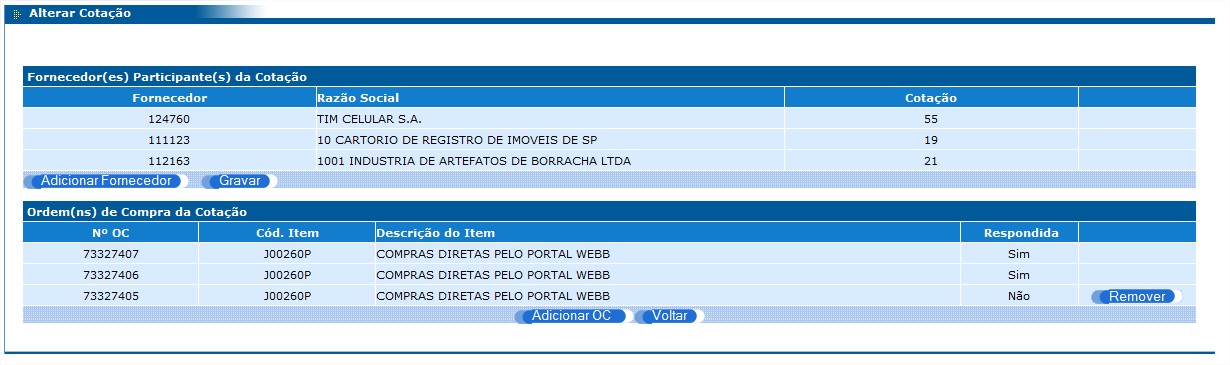 Alterar Cotação
Fornecedor(es) Participante(s) da Cotação
Fornecedor Razão Social Cotação
124760 TIM CELULAR S.A. 55
111123 10 CARTORIO DE REGISTRO DE IMOVEIS DE SP 19
112163 1001 INDUSTRIA DE ARTEFATOS DE BORRACHA LTDA 21
Adicionar Fornecedor Gravar
Ordem(ns) de Compra da Cotação
Nº OC Cód. Item Descrição do Item Respondida
73327407 J00260P COMPRAS DIRETAS PELO PORTAL WEBB Sim
73327406 J00260P COMPRAS DIRETAS PELO PORTAL WEBB Sim
73327405 J00260P COMPRAS DIRETAS PELO PORTAL WEBB Não Remover
Adicionar OC Voltar